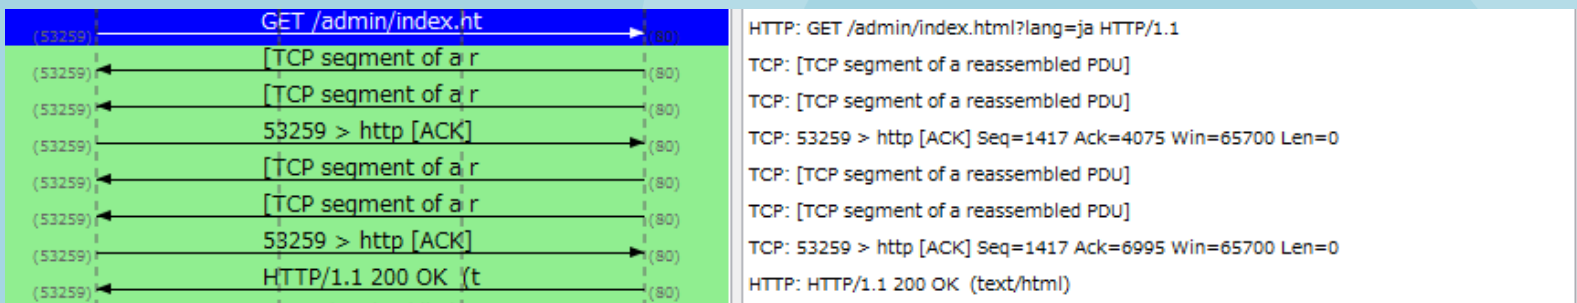 GET /admin/index.ht
(53259) (80) HTTP: GET /admin/index.html?lang=ja HTTP/1.1
[TCP segment of a r
(53259) (80) TCP: [TCP segment of a reassembled PDU]
[TCP segment of a r
(53259) (80) TCP: [TCP segment of a reassembled PDU]
53259 > http [ACK]
(53259) (80) TCP: 53259 > http [ACK] Seq=1417 Ack=4075 Win=65700 Len=0
[TCP segment of a r
(53259) (80) TCP: [TCP segment of a reassembled PDU]
[TCP segment of a r
(53259) (80) TCP: [TCP segment of a reassembled PDU]
53259 > http [ACK]
(53259) (80) TCP: 53259 > http [ACK] Seq=1417 Ack=6995 Win=65700 Len=0
HTTP/1.1 200 OK (t
(53259) (80) HTTP: HTTP/1.1 200 OK (text/html)